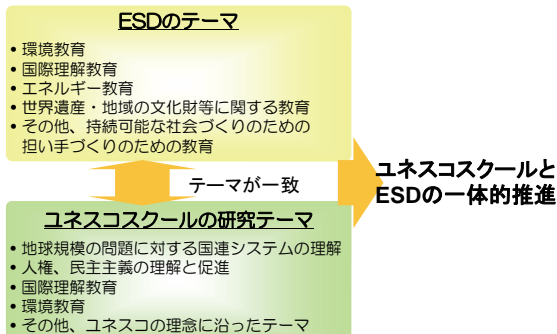 ESDのテーマ
• 環境教育
• 国際理解教育
• エネルギー教育
• 世界遺産・地域の文化財等に関する教育
• その他、持続可能な社会づくりのための
担い手づくりのための教育
テーマが一致
ユネスコスクールと
ESDの一体的推進
ユネスコスクールの研究テーマ
• 地球規模の問題に対する国連システムの理解
• 人権、民主主義の理解と促進
• 国際理解教育
• 環境教育
• その他、ユネスコの理念に沿ったテーマ